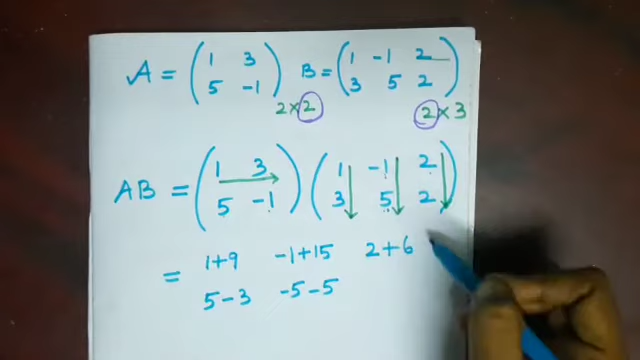 A = ( 1 3 B = ( 1 -1 2
5 -1 ) 3 5 2 )
2×2 2×3
AB = ( 1 3 ) ( 1 -1 2 )
5 -1 3 5 2
= 1+9 -1+15 2+6
5-3 -5-5